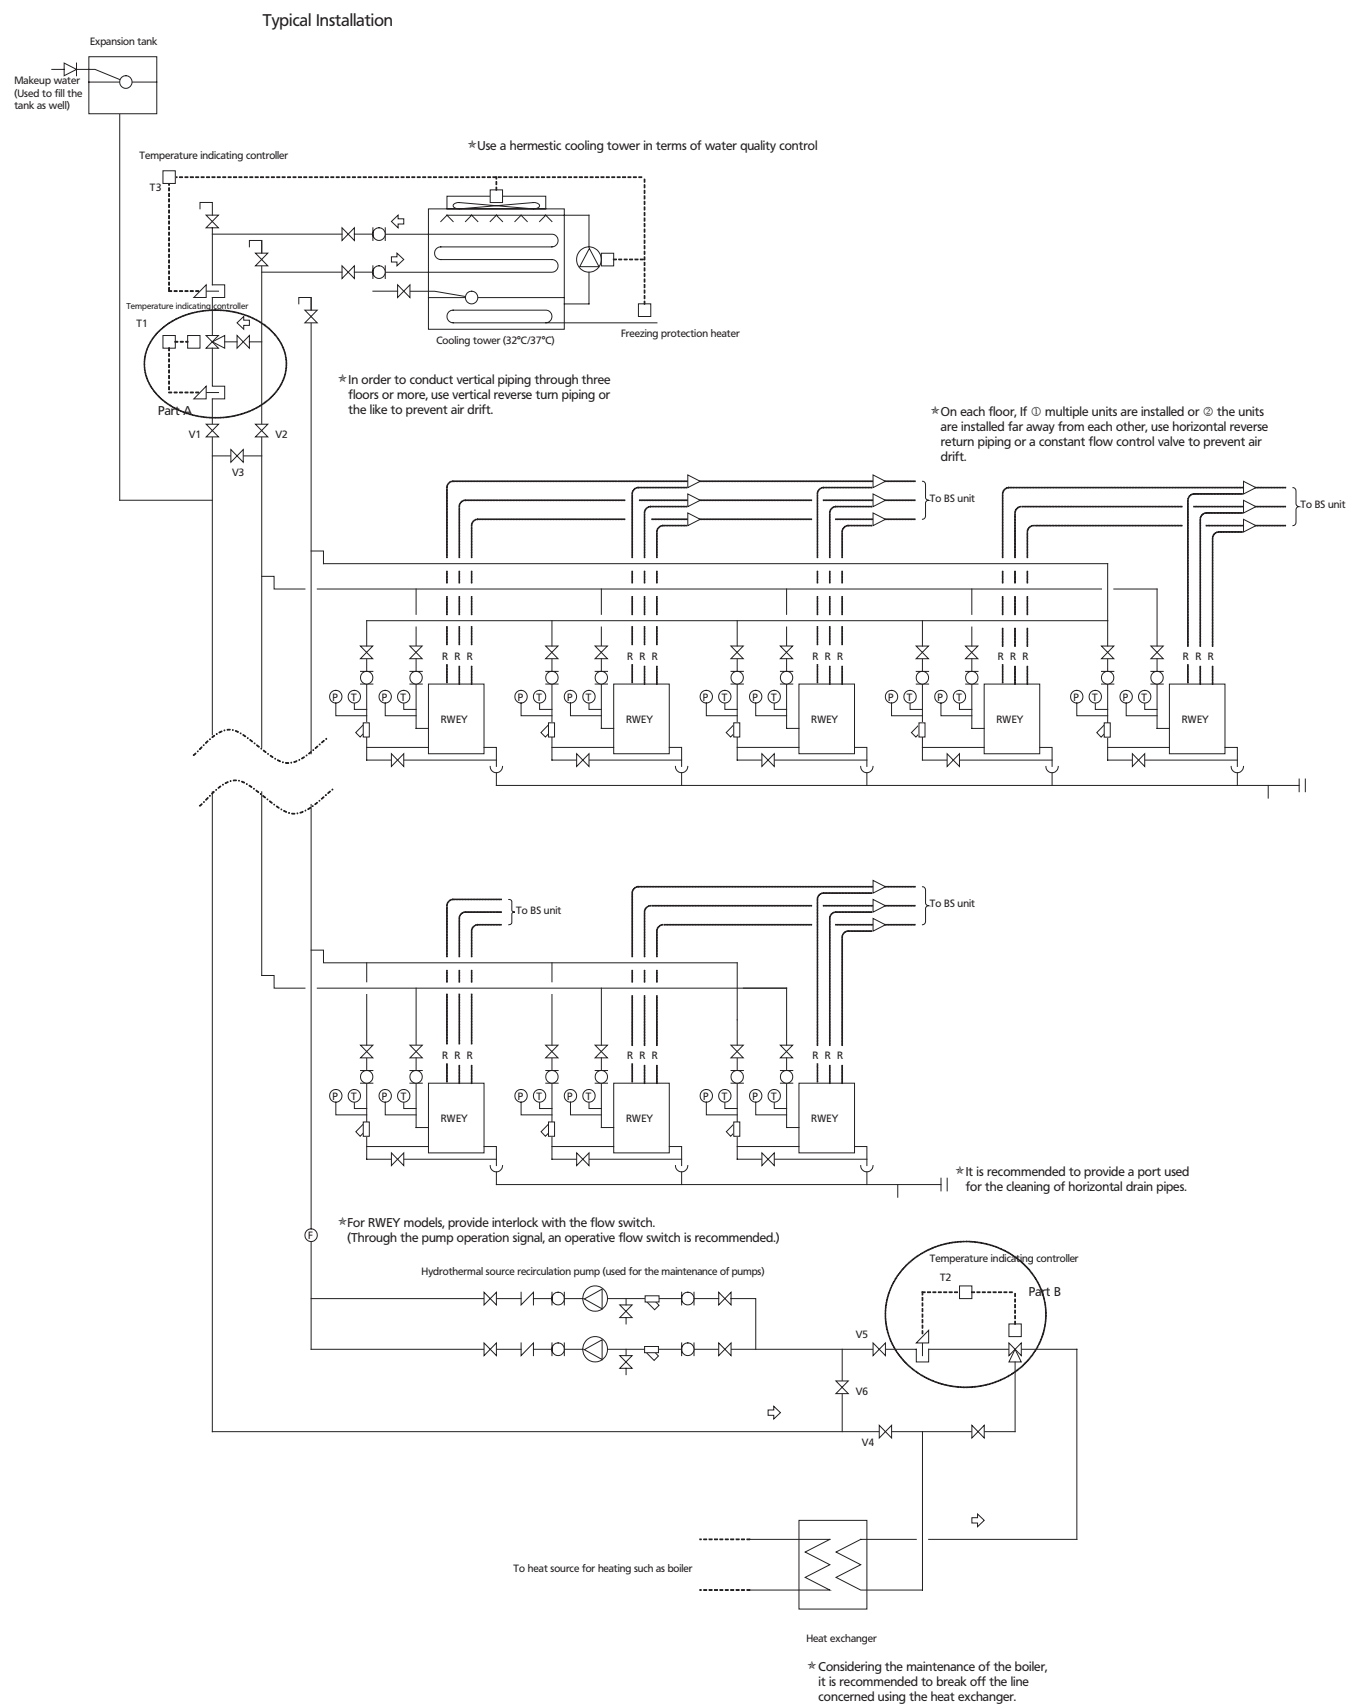 Typical Installation
Expansion tank
Makeup water
(Used to fill the
tank as well)
✳Use a hermestic cooling tower in terms of water quality control
Temperature indicating controller
T3
Temperature indicating controller
T1
Freezing protection heater
Cooling tower (32°C/37°C)
Part A
✳In order to conduct vertical piping through three
floors or more, use vertical reverse turn piping or
the like to prevent air drift.
✳On each floor, If ① multiple units are installed or ② the units
are installed far away from each other, use horizontal reverse
return piping or a constant flow control valve to prevent air
drift.
V1
V2
V3
To BS unit
To BS unit
R R R
R R R
R R R
R R R
R R R
P T P T
P T P T
P T P T
P T P T
P T P T
RWEY
RWEY
RWEY
RWEY
RWEY
To BS unit
To BS unit
R R R
R R R
R R R
P T P T
P T P T
P T P T
RWEY
RWEY
RWEY
✳It is recommended to provide a port used
for the cleaning of horizontal drain pipes.
✳For RWEY models, provide interlock with the flow switch.
(Through the pump operation signal, an operative flow switch is recommended.)
F
Hydrothermal source recirculation pump (used for the maintenance of pumps)
Temperature indicating controller
T2
Part B
V5
V6
V4
To heat source for heating such as boiler
Heat exchanger
✳Considering the maintenance of the boiler,
it is recommended to break off the line
concerned using the heat exchanger.